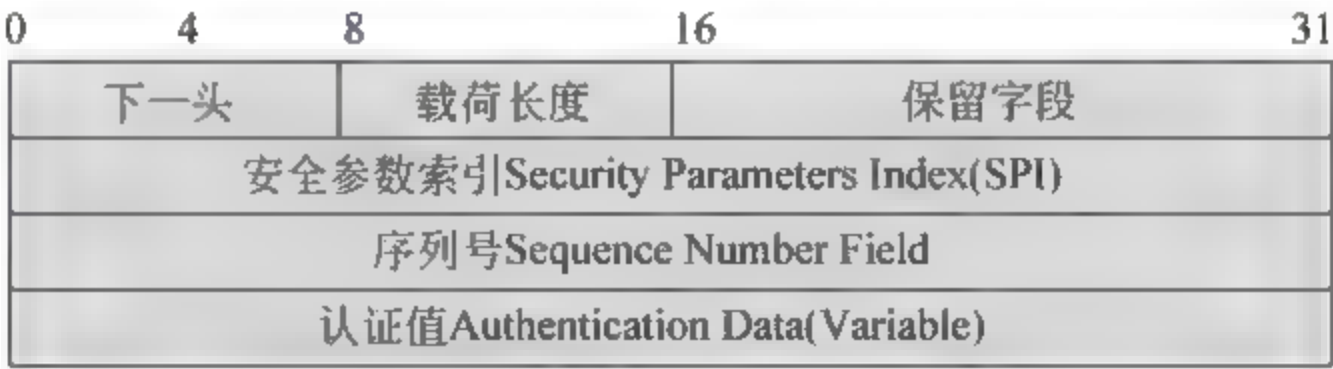 0 4 8 16 31
下一头 载荷长度 保留字段
安全参数索引Security Parameters Index(SPI)
序列号Sequence Number Field
认证值Authentication Data(Variable)